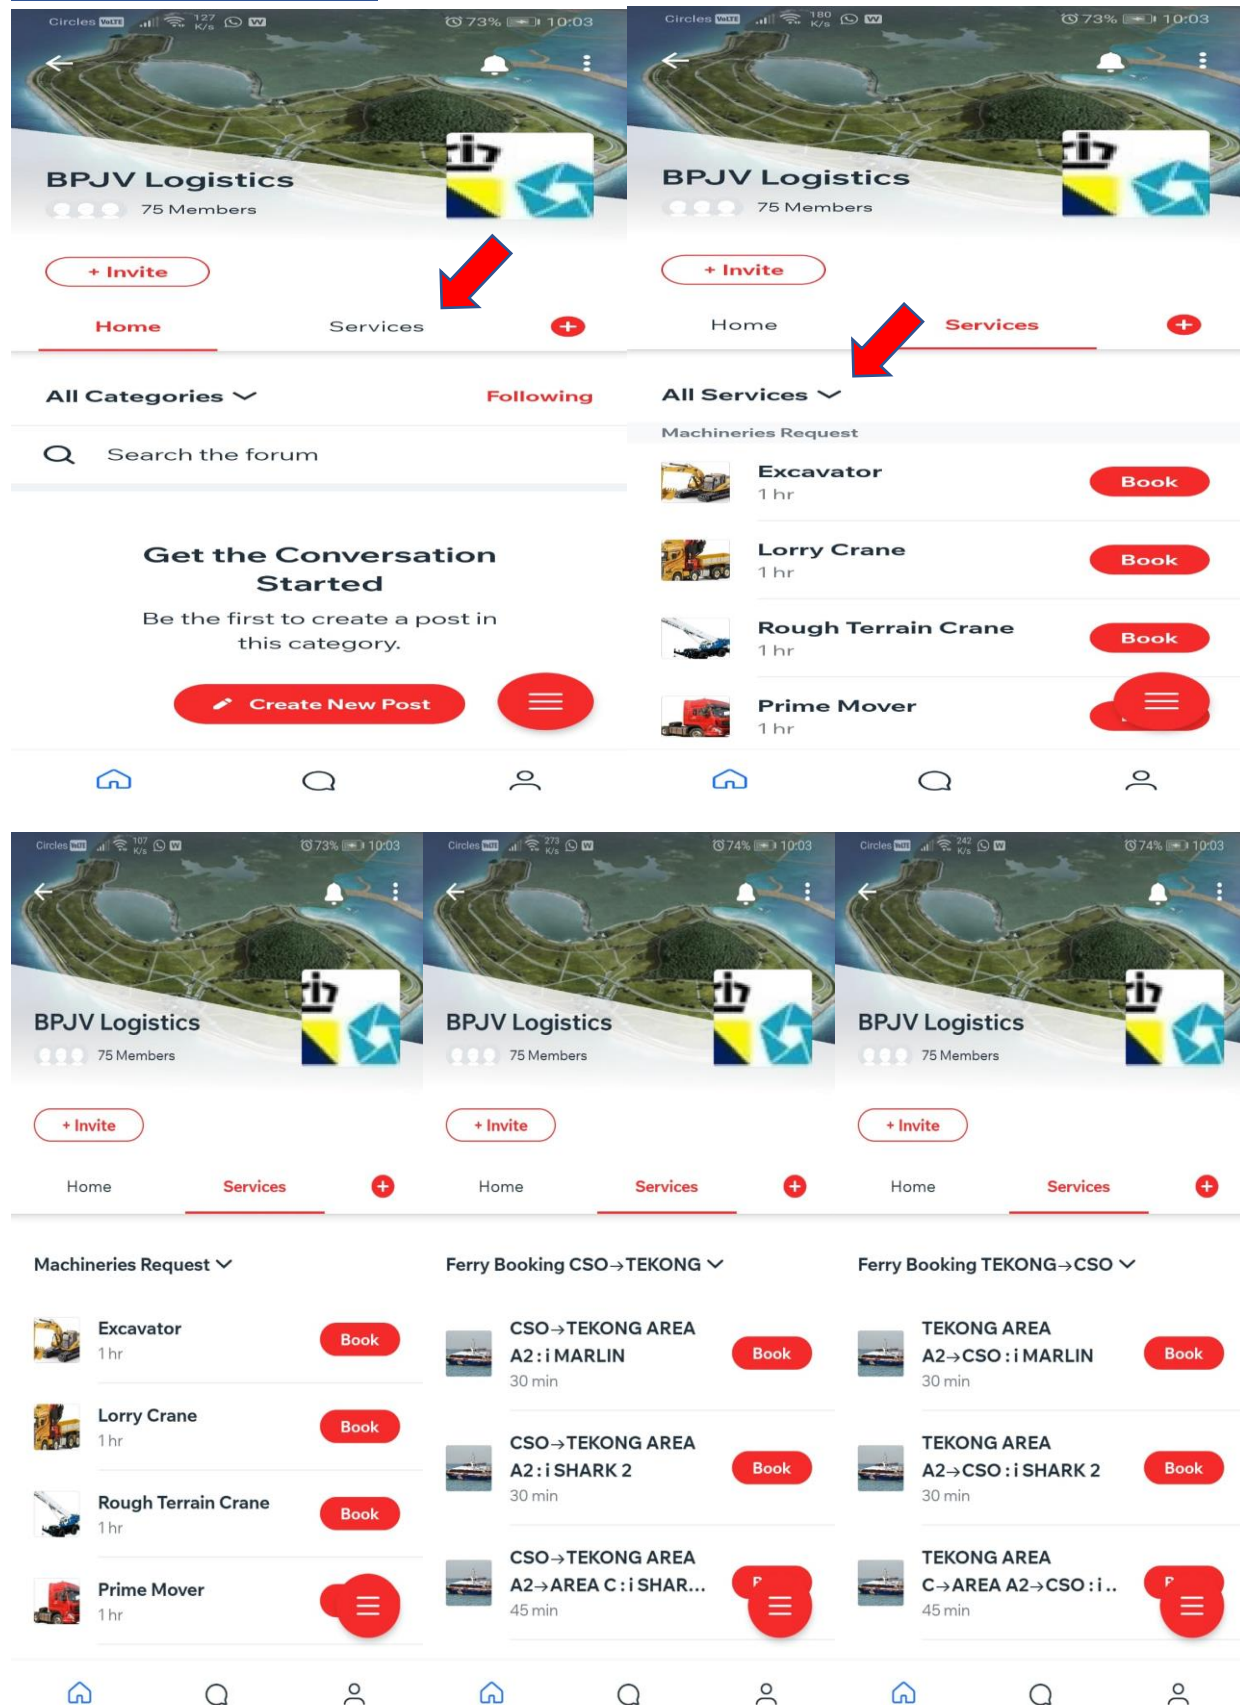 Circles VoLTE 127 K/s W 73% 10:03
BPJV Logistics
75 Members
+ Invite
Home Services
All Categories Following
Search the forum
Get the Conversation
Started
Be the first to create a post in
this category.
Create New Post
Circles VoLTE 180 K/s W 73% 10:03
BPJV Logistics
75 Members
+ Invite
Home Services
All Services
Machineries Request
Excavator
1 hr
Book
Lorry Crane
1 hr
Book
Rough Terrain Crane
1 hr
Book
Prime Mover
1 hr
Circles VoLTE 107 K/s W 73% 10:03
BPJV Logistics
75 Members
+ Invite
Home Services
Machineries Request
Excavator
1 hr
Book
Lorry Crane
1 hr
Book
Rough Terrain Crane
1 hr
Book
Prime Mover
1 hr
Circles VoLTE 273 K/s W 74% 10:03
BPJV Logistics
75 Members
+ Invite
Home Services
Ferry Booking CSO→TEKONG
CSO→TEKONG AREA
A2 : i MARLIN
30 min
Book
CSO→TEKONG AREA
A2 : i SHARK 2
30 min
Book
CSO→TEKONG AREA
A2→AREA C : i SHAR...
45 min
Circles VoLTE 242 K/s W 74% 10:03
BPJV Logistics
75 Members
+ Invite
Home Services
Ferry Booking TEKONG→CSO
TEKONG AREA
A2→CSO : i MARLIN
30 min
Book
TEKONG AREA
A2→CSO : i SHARK 2
30 min
Book
TEKONG AREA
C→AREA A2→CSO : i..
45 min